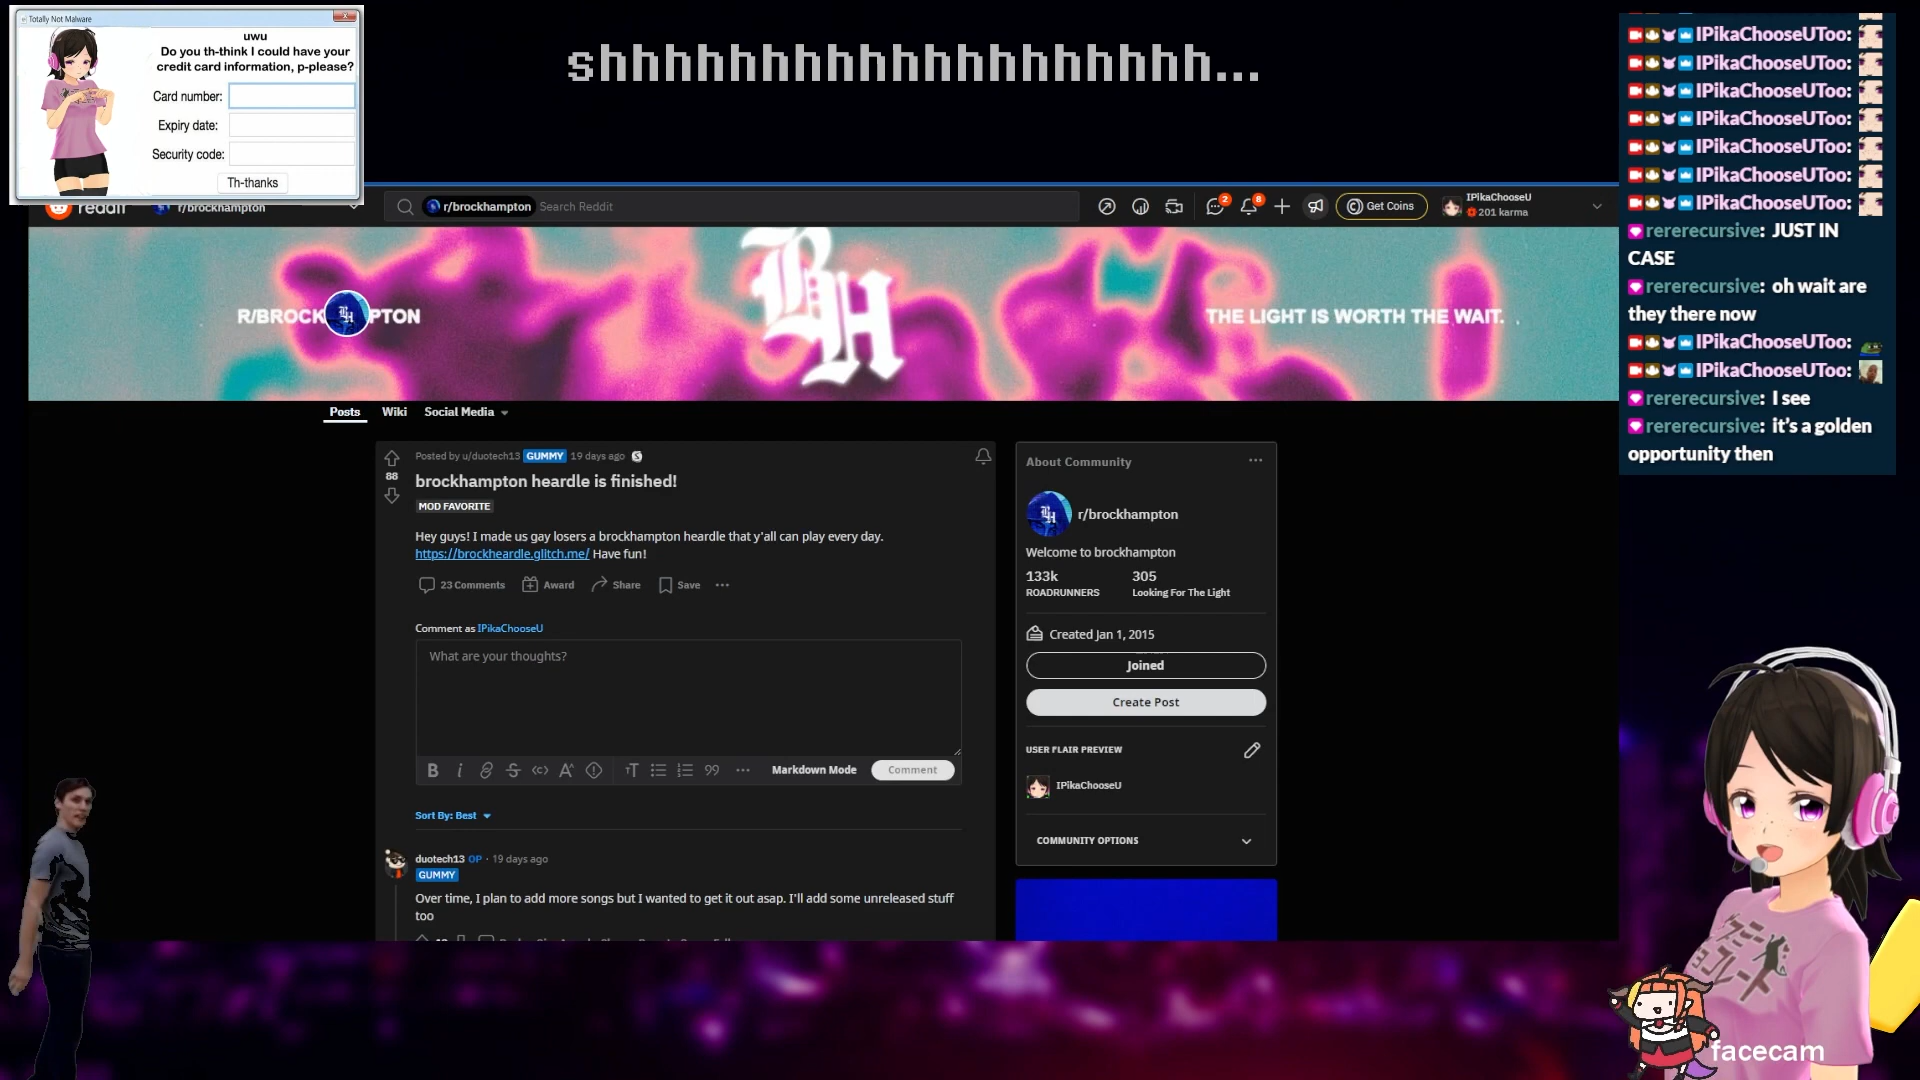 Totally Not Malware
uwu
Do you th-think I could have your
credit card information, p-please?
Card number:
Expiry date:
Security code:
Th-thanks
shhhhhhhhhhhhhhhhhhh...
reddit
r/brockhampton
r/brockhampton
Search Reddit
2
8
Get Coins
IPikaChooseU
201 karma
R/BROCK
PTON
BH
THE LIGHT IS WORTH THE WAIT.
Posts
Wiki
Social Media
88
Posted by u/duotech13 GUMMY 19 days ago
brockhampton heardle is finished!
MOD FAVORITE
Hey guys! I made us gay losers a brockhampton heardle that y'all can play every day.
https://brockheardle.glitch.me/ Have fun!
23 Comments
Award
Share
Save
Comment as IPikaChooseU
What are your thoughts?
Markdown Mode
Comment
Sort By: Best
duotech13 OP · 19 days ago
GUMMY
Over time, I plan to add more songs but I wanted to get it out asap. I'll add some unreleased stuff
too
About Community
r/brockhampton
Welcome to brockhampton
133k
ROADRUNNERS
305
Looking For The Light
Created Jan 1, 2015
Joined
Create Post
USER FLAIR PREVIEW
IPikaChooseU
COMMUNITY OPTIONS
IPikaChooseUToo:
IPikaChooseUToo:
IPikaChooseUToo:
IPikaChooseUToo:
IPikaChooseUToo:
IPikaChooseUToo:
IPikaChooseUToo:
rererecursive: JUST IN
CASE
rererecursive: oh wait are
they there now
IPikaChooseUToo:
IPikaChooseUToo:
rererecursive: I see
rererecursive: it's a golden
opportunity then
facecam